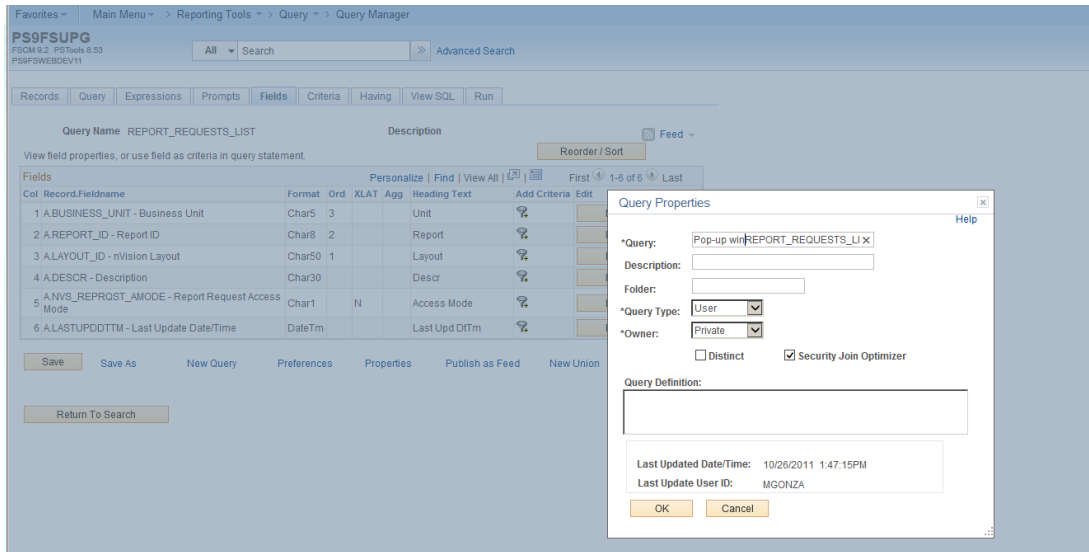 Favorites Main Menu > Reporting Tools > Query > Query Manager
PS9FSUPG
FSCM 9.2 PSTools 8.53
PS9FSWEBDEV11
All Search » Advanced Search
Records Query Expressions Prompts Fields Criteria Having View SQL Run
Query Name REPORT_REQUESTS_LIST Description Feed
View field properties, or use field as criteria in query statement. Reorder / Sort
Fields Personalize | Find | View All | First 1-6 of 6 Last
Col Record.Fieldname Format Ord XLAT Agg Heading Text Add Criteria Edit
1 A.BUSINESS_UNIT - Business Unit Char5 3 Unit
2 A.REPORT_ID - Report ID Char8 2 Report
3 A.LAYOUT_ID - nVision Layout Char50 1 Layout
4 A.DESCR - Description Char30 Descr
5 A.NVS_REPRQST_AMODE - Report Request Access Mode Char1 N Access Mode
6 A.LASTUPDDTTM - Last Update Date/Time DateTm Last Upd DtTm
Save Save As New Query Preferences Properties Publish as Feed New Union
Return To Search
Query Properties
Help
*Query: Pop-up winREPORT_REQUESTS_LI
Description:
Folder:
*Query Type: User
*Owner: Private
Distinct Security Join Optimizer
Query Definition:
Last Updated Date/Time: 10/26/2011 1:47:15PM
Last Update User ID: MGONZA
OK Cancel